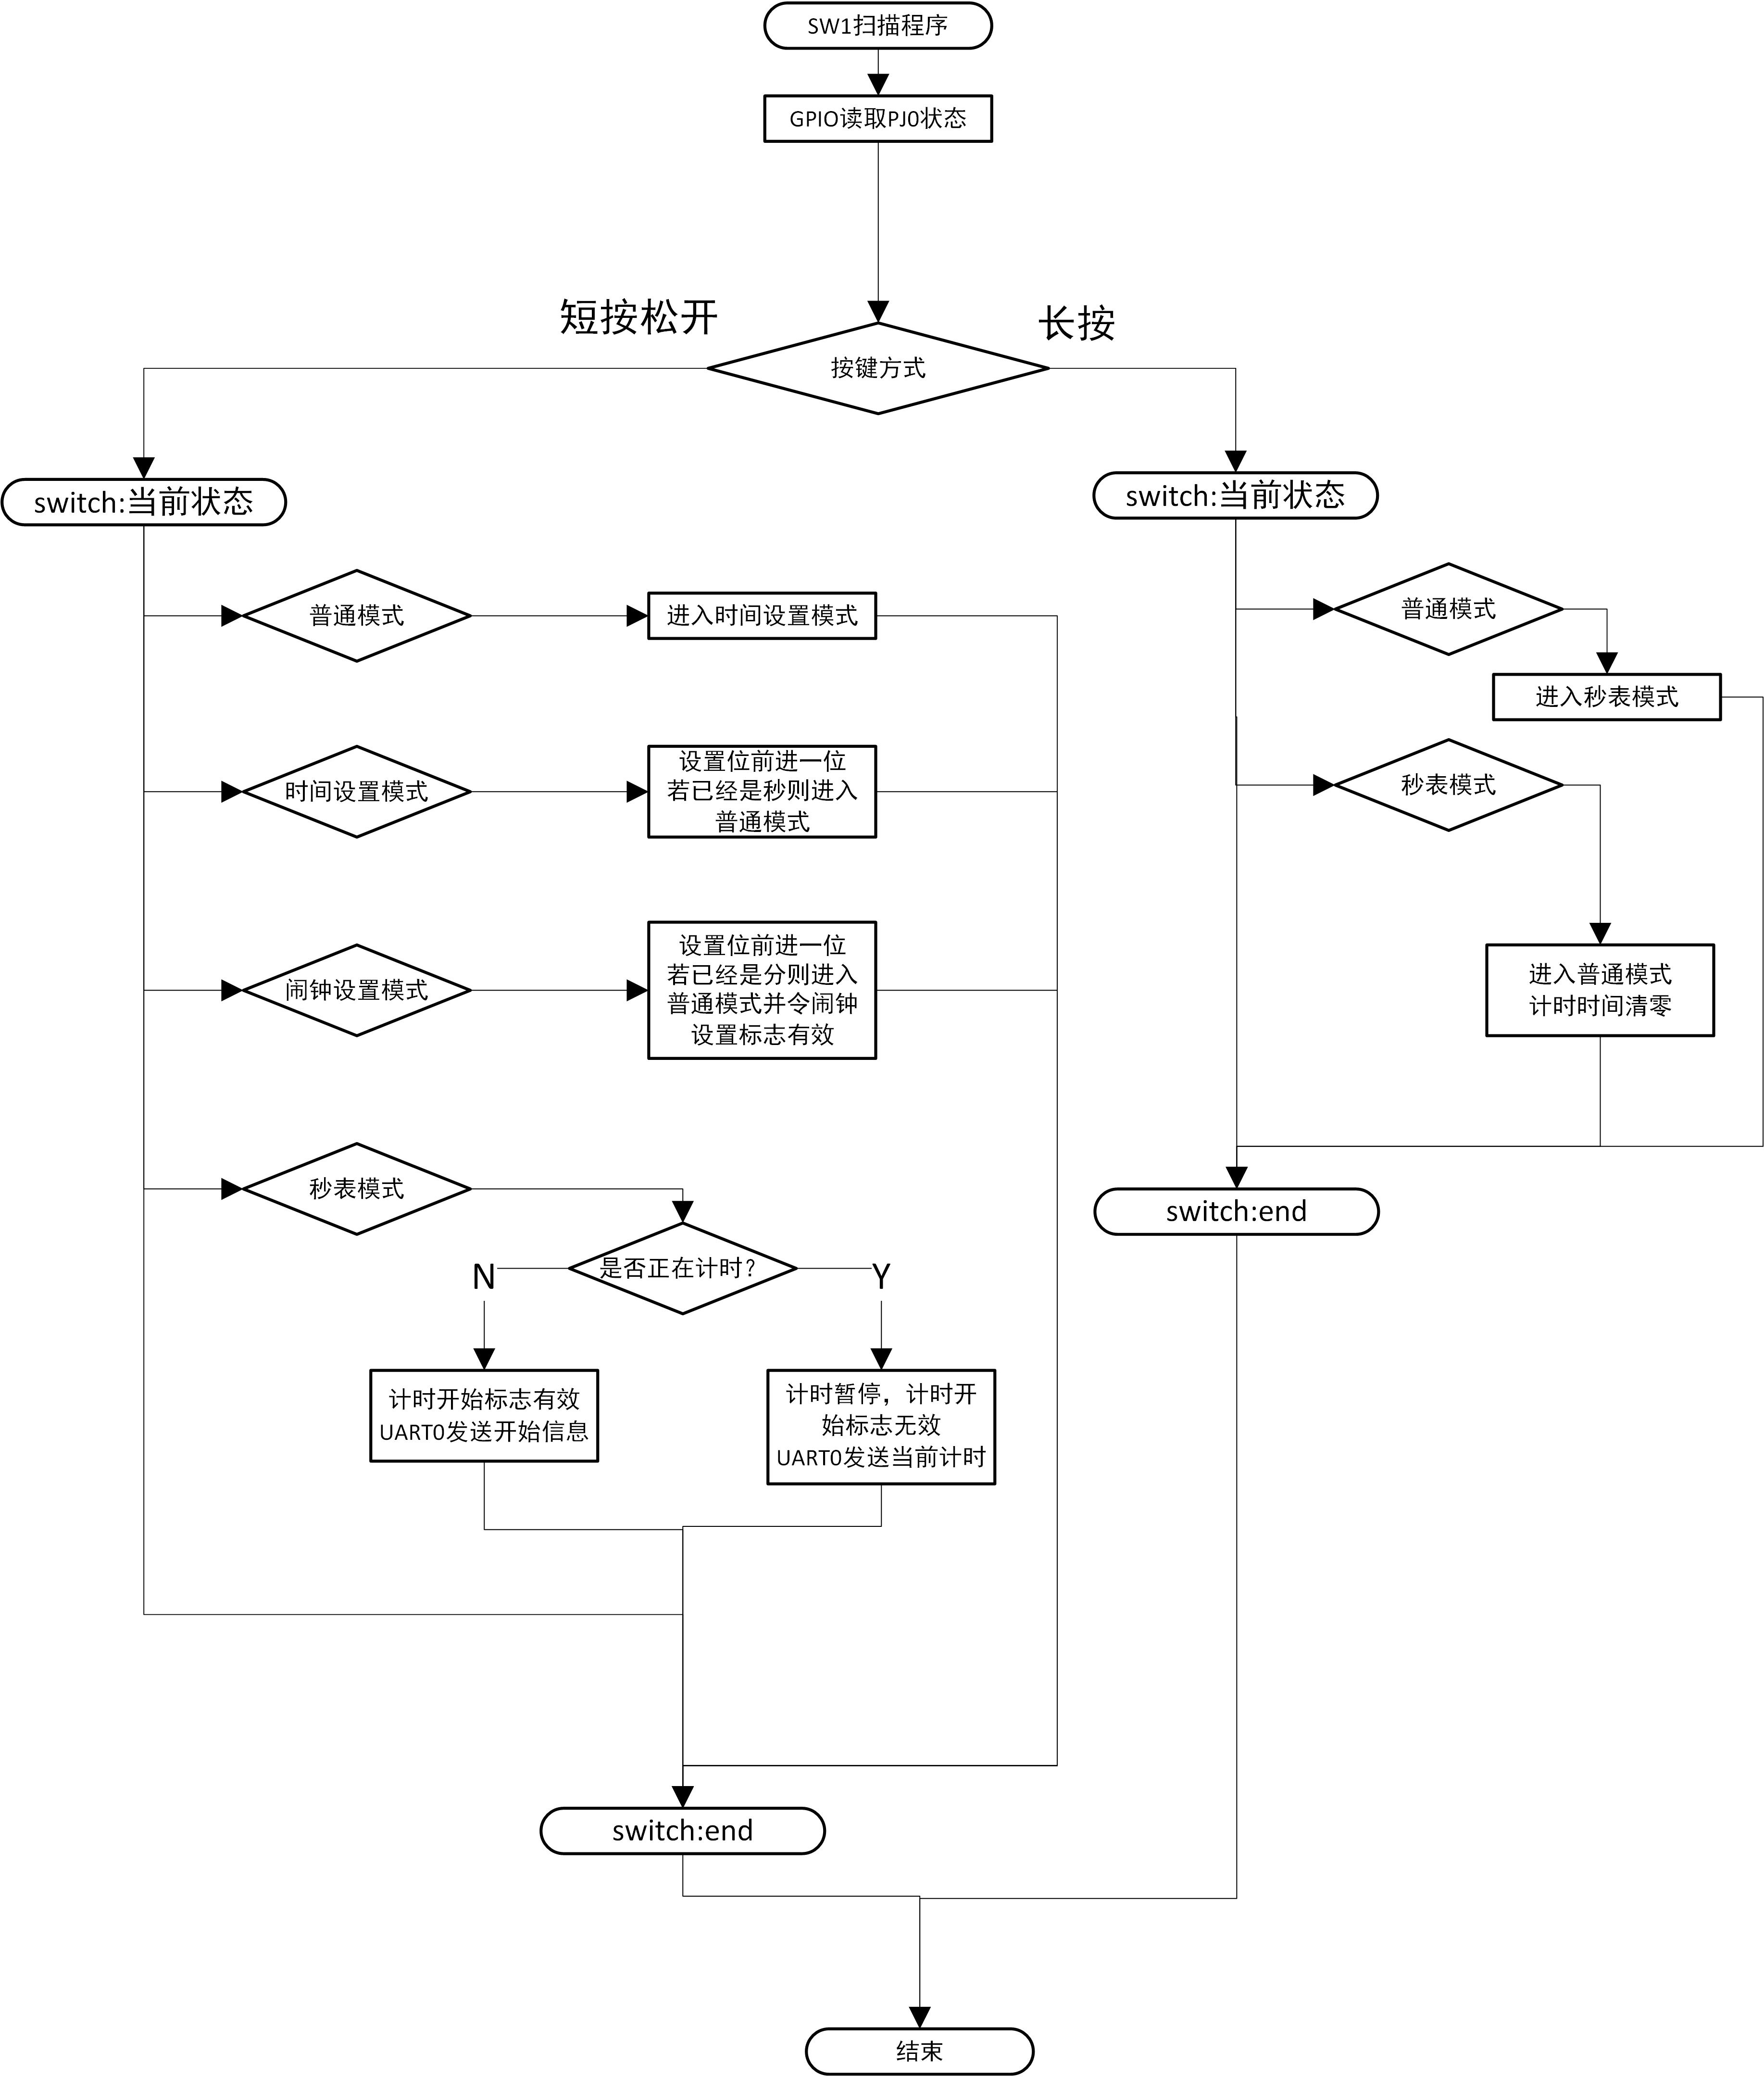 SW1扫描程序
GPIO读取PJ0状态
短按松开
长按
按键方式
switch:当前状态
switch:当前状态
普通模式
进入时间设置模式
普通模式
进入秒表模式
时间设置模式
设置位前进一位
若已经是秒则进入
普通模式
秒表模式
闹钟设置模式
设置位前进一位
若已经是分则进入
普通模式并令闹钟
设置标志有效
进入普通模式
计时时间清零
秒表模式
switch:end
是否正在计时?
N
Y
计时开始标志有效
UART0发送开始信息
计时暂停，计时开
始标志无效
UART0发送当前计时
switch:end
结束